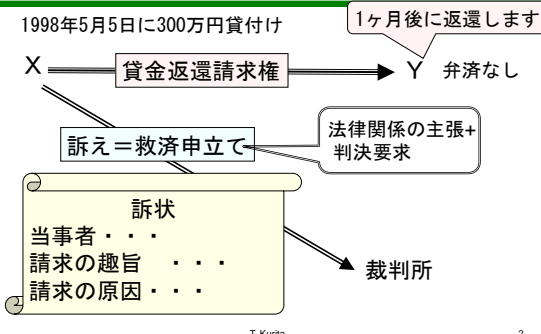 1998年5月5日に300万円貸付け
1ヶ月後に返還します
X
貸金返還請求権
Y 弁済なし
訴え＝救済申立て
法律関係の主張+
判決要求
訴状
当事者・・・
請求の趣旨 ・・・
請求の原因・・・
裁判所
T. Kurita
2